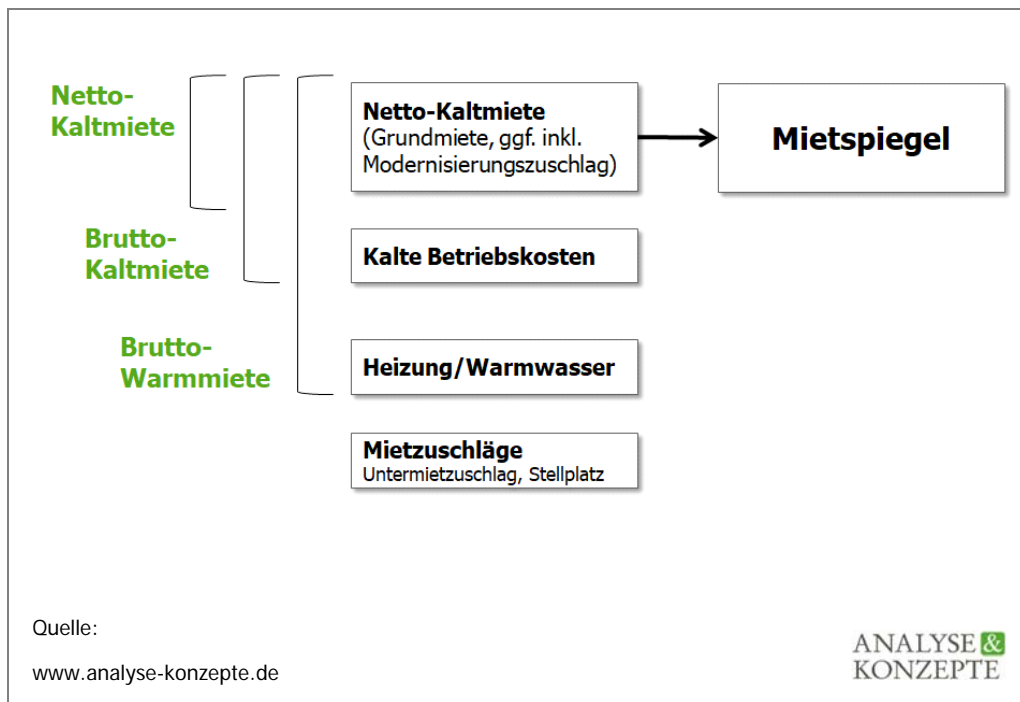 Netto-
Kaltmiete
Brutto-
Kaltmiete
Brutto-
Warmmiete
Netto-Kaltmiete
(Grundmiete, ggf. inkl.
Modernisierungszuschlag)
Mietspiegel
Kalte Betriebskosten
Heizung/Warmwasser
Mietzuschläge
Untermietzuschlag, Stellplatz
Quelle:
www.analyse-konzepte.de
ANALYSE &
KONZEPTE